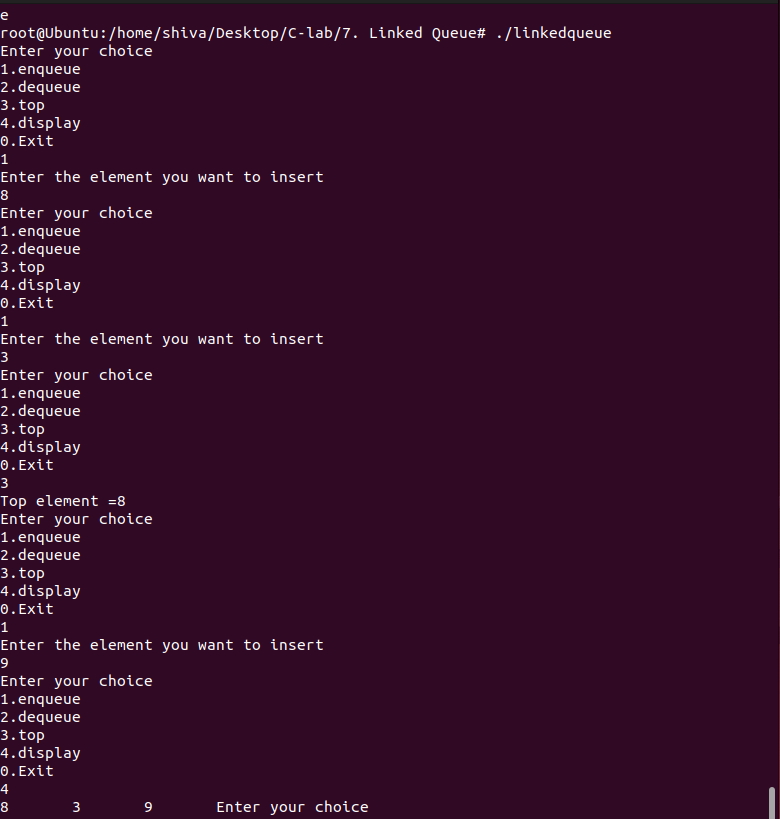 e
root@Ubuntu:/home/shiva/Desktop/C-lab/7. Linked Queue# ./linkedqueue
Enter your choice
1.enqueue
2.dequeue
3.top
4.display
0.Exit
1
Enter the element you want to insert
8
Enter your choice
1.enqueue
2.dequeue
3.top
4.display
0.Exit
1
Enter the element you want to insert
3
Enter your choice
1.enqueue
2.dequeue
3.top
4.display
0.Exit
3
Top element =8
Enter your choice
1.enqueue
2.dequeue
3.top
4.display
0.Exit
1
Enter the element you want to insert
9
Enter your choice
1.enqueue
2.dequeue
3.top
4.display
0.Exit
4
8       3       9       Enter your choice